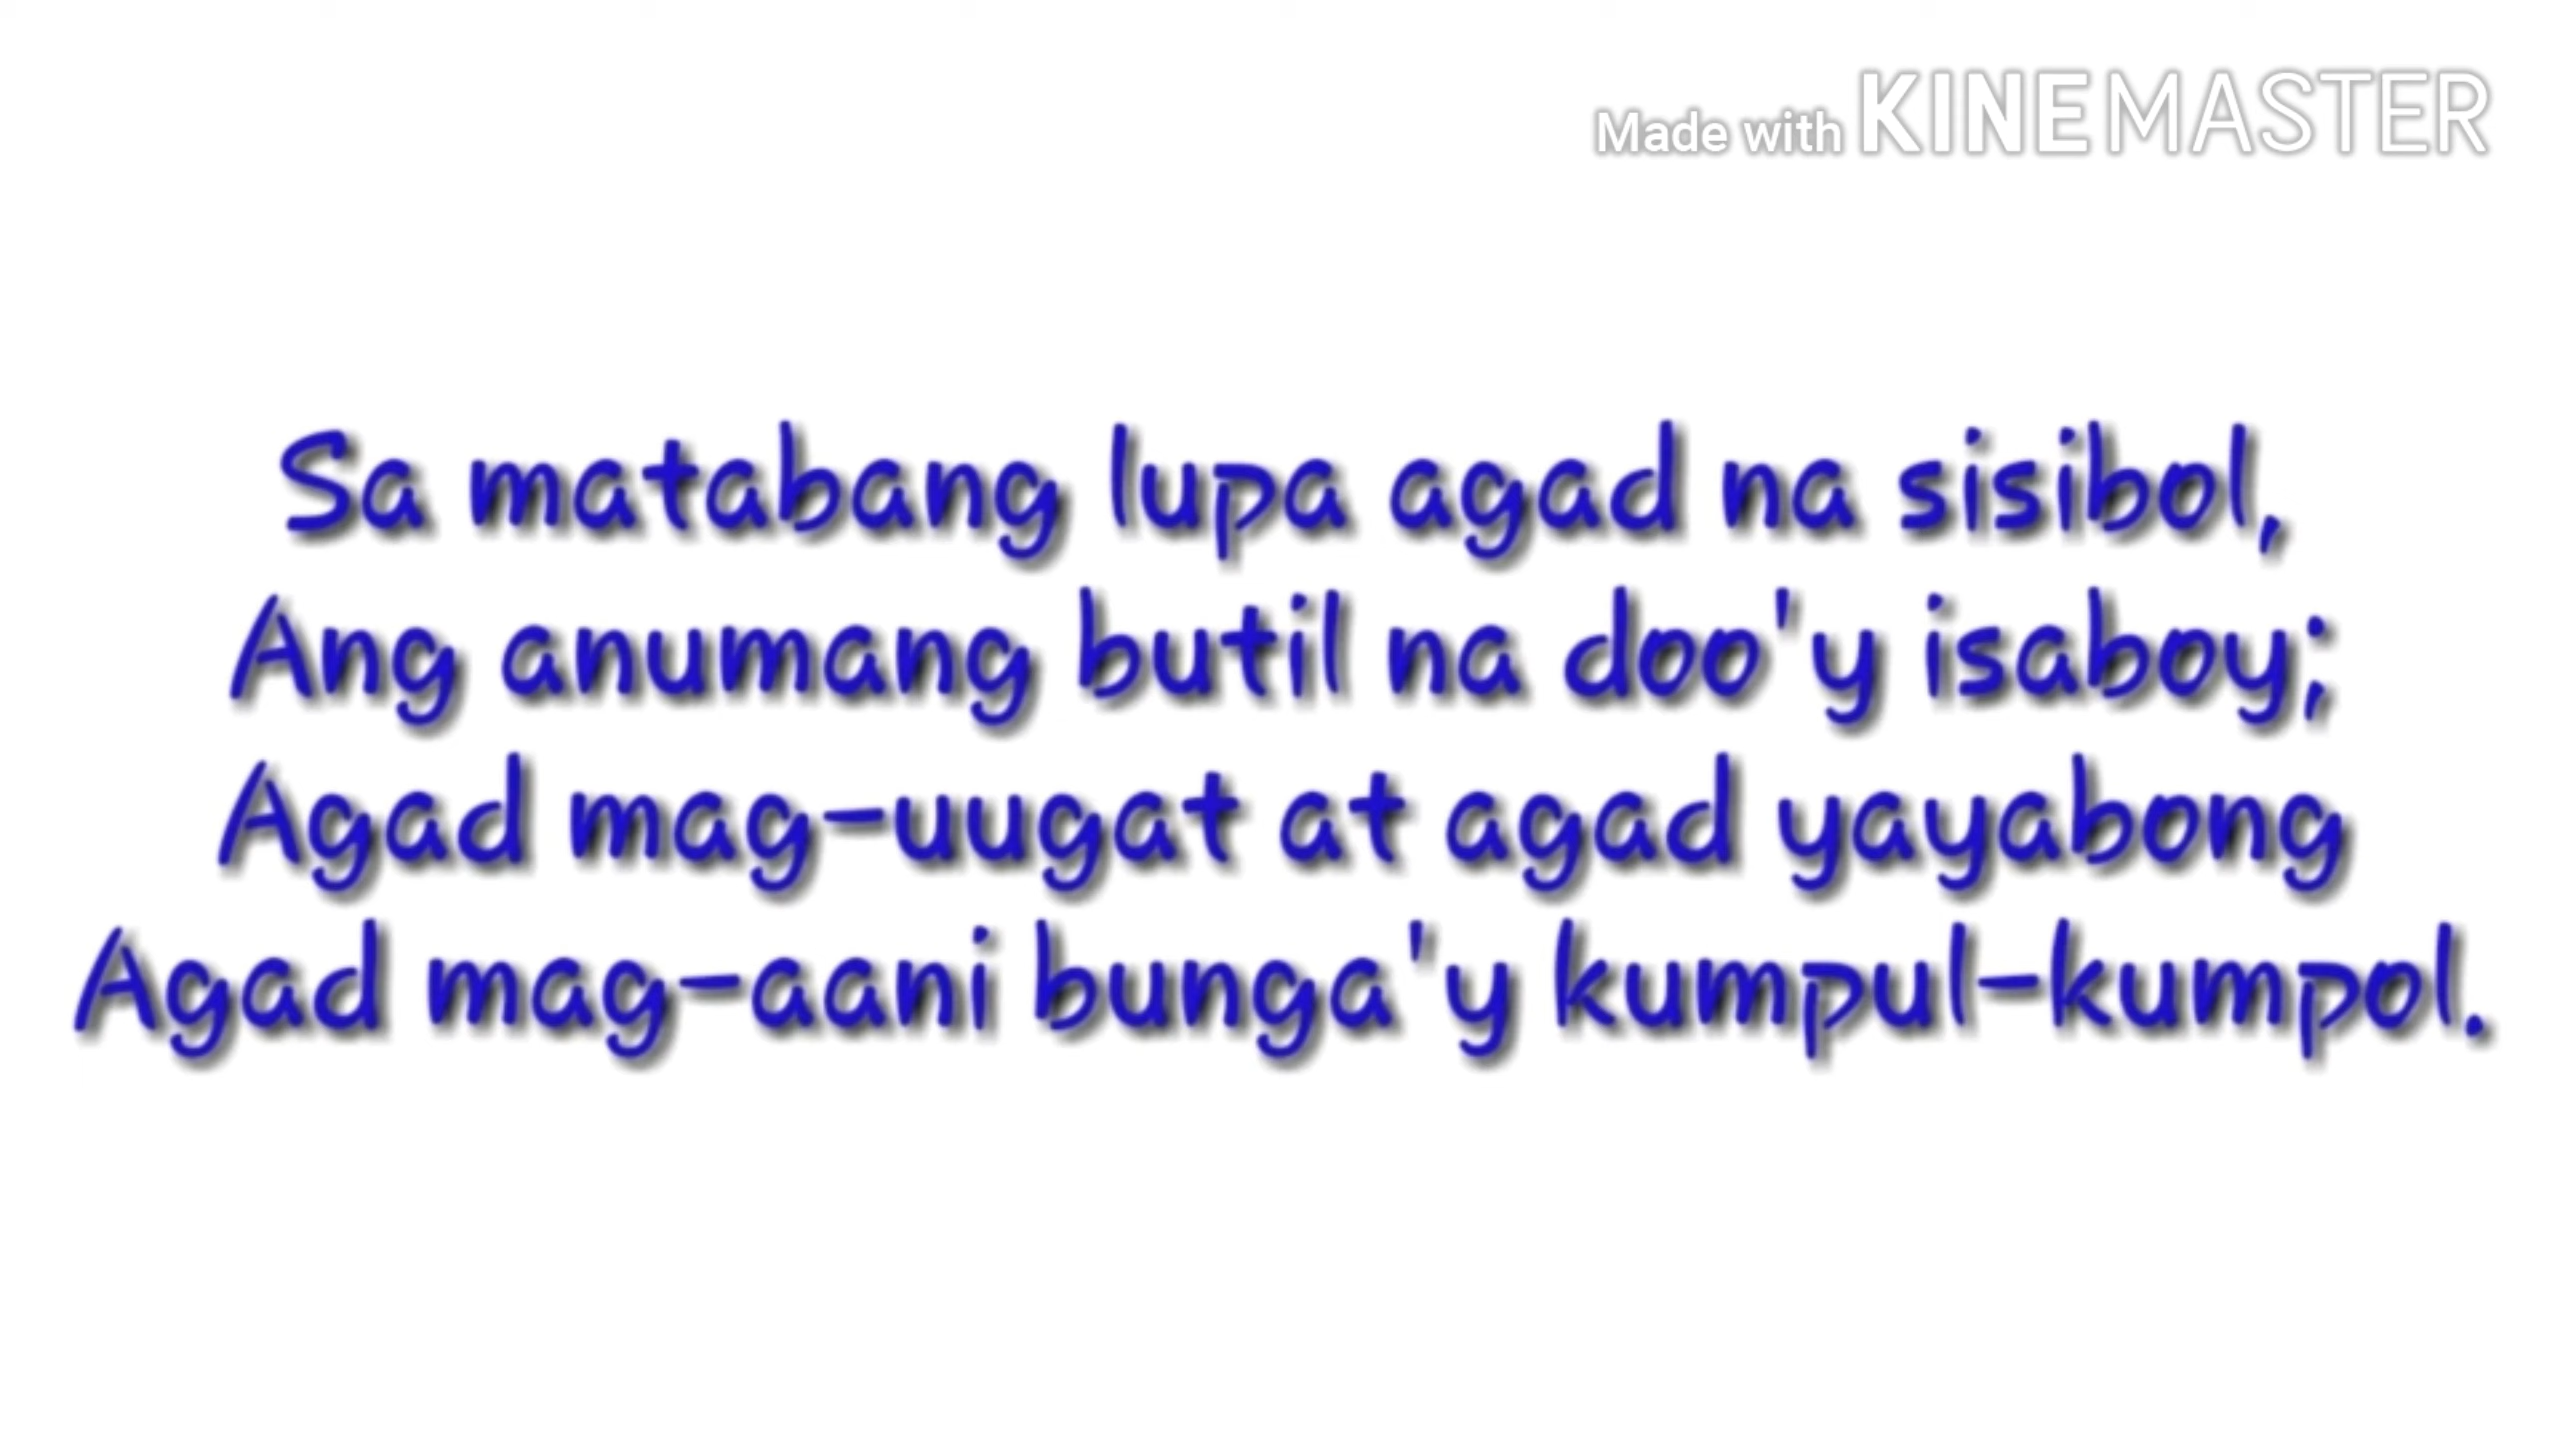 Made with KINEMASTER
Sa matabang lupa agad na sisibol,
Ang anumang butil na doo'y isaboy;
Agad mag-uugat at agad yayabong
Agad mag-aani bunga'y kumpul-kumpol.